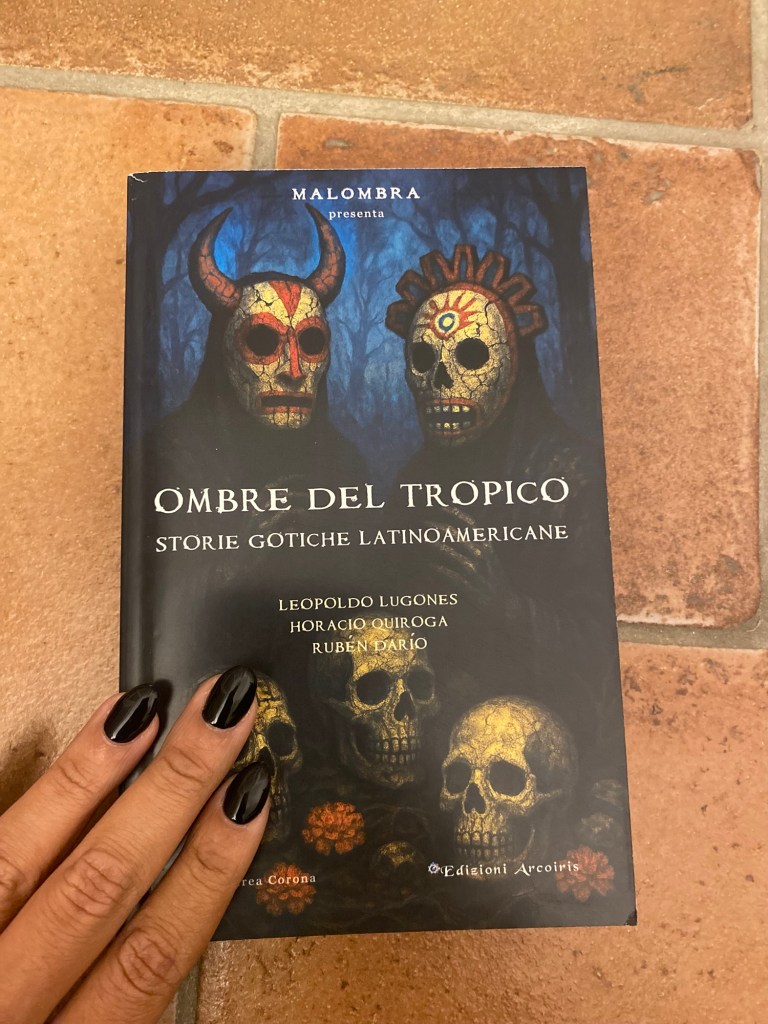 MALOMBRA
presenta
OMBRE DEL TROPICO
STORIE GOTICHE LATINOAMERICANE
LEOPOLDO LUGONES
HORACIO QUIROGA
RUBÉN DARÍO
Corona
Edizioni Arcoiris